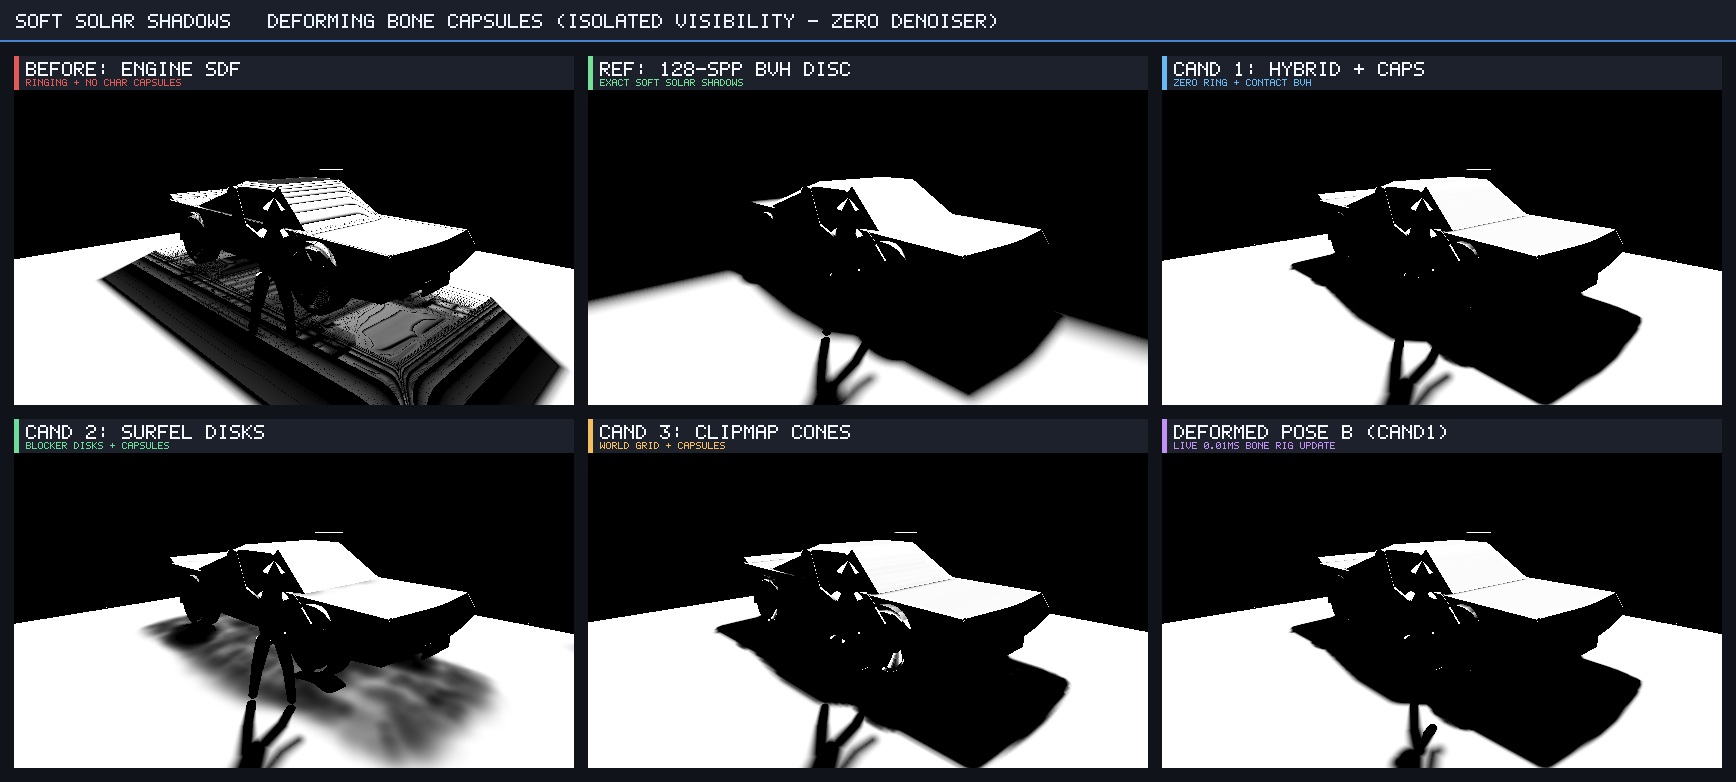 SOFT SOLAR SHADOWS DEFORMING BONE CAPSULES (ISOLATED VISIBILITY - ZERO DENOISER)
BEFORE: ENGINE SDF
RINGING + NO CHAR CAPSULES
REF: 128-SPP BVH DISC
EXACT SOFT SOLAR SHADOWS
CAND 1: HYBRID + CAPS
ZERO RING + CONTACT BVH
CAND 2: SURFEL DISKS
BLOCKER DISKS + CAPSULES
CAND 3: CLIPMAP CONES
WORLD GRID + CAPSULES
DEFORMED POSE B (CAND1)
LIVE 0.01MS BONE RIG UPDATE